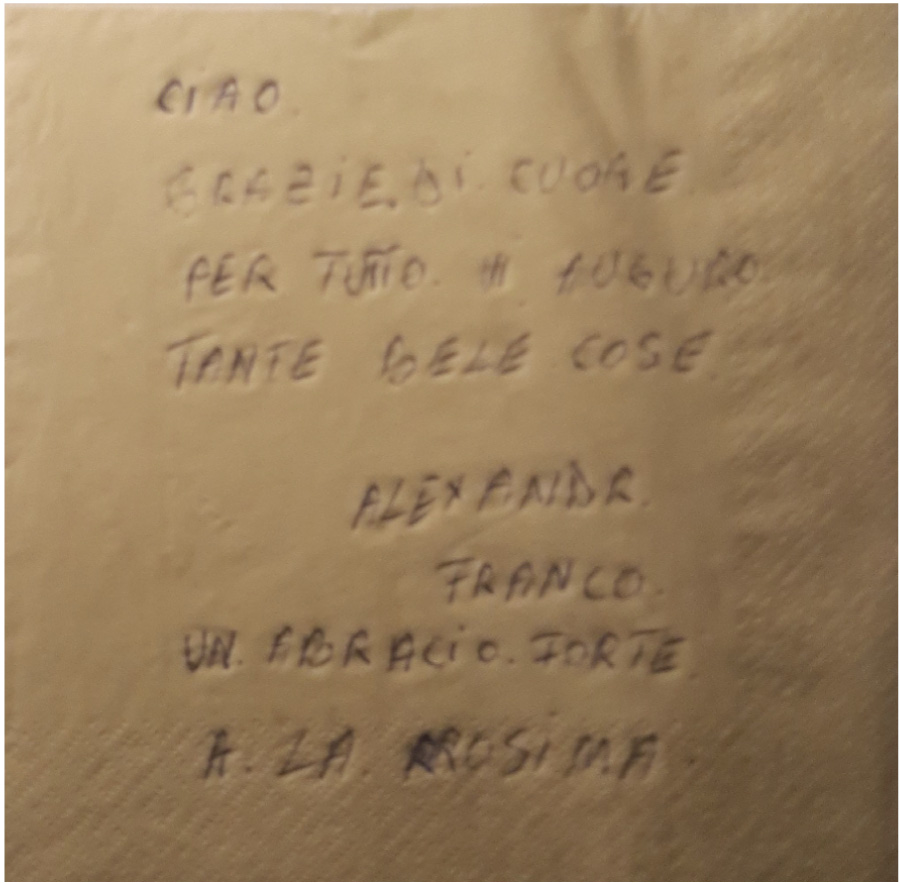 CiAO.
GRAZiE. Di. CUORE
PER TUTTO. Ti AUGURO.
TANTE BELE COSE.
ALEXANDR.
FRANCO.
UN. ABRACiO. FORTE
A. LA. PROSiMA.